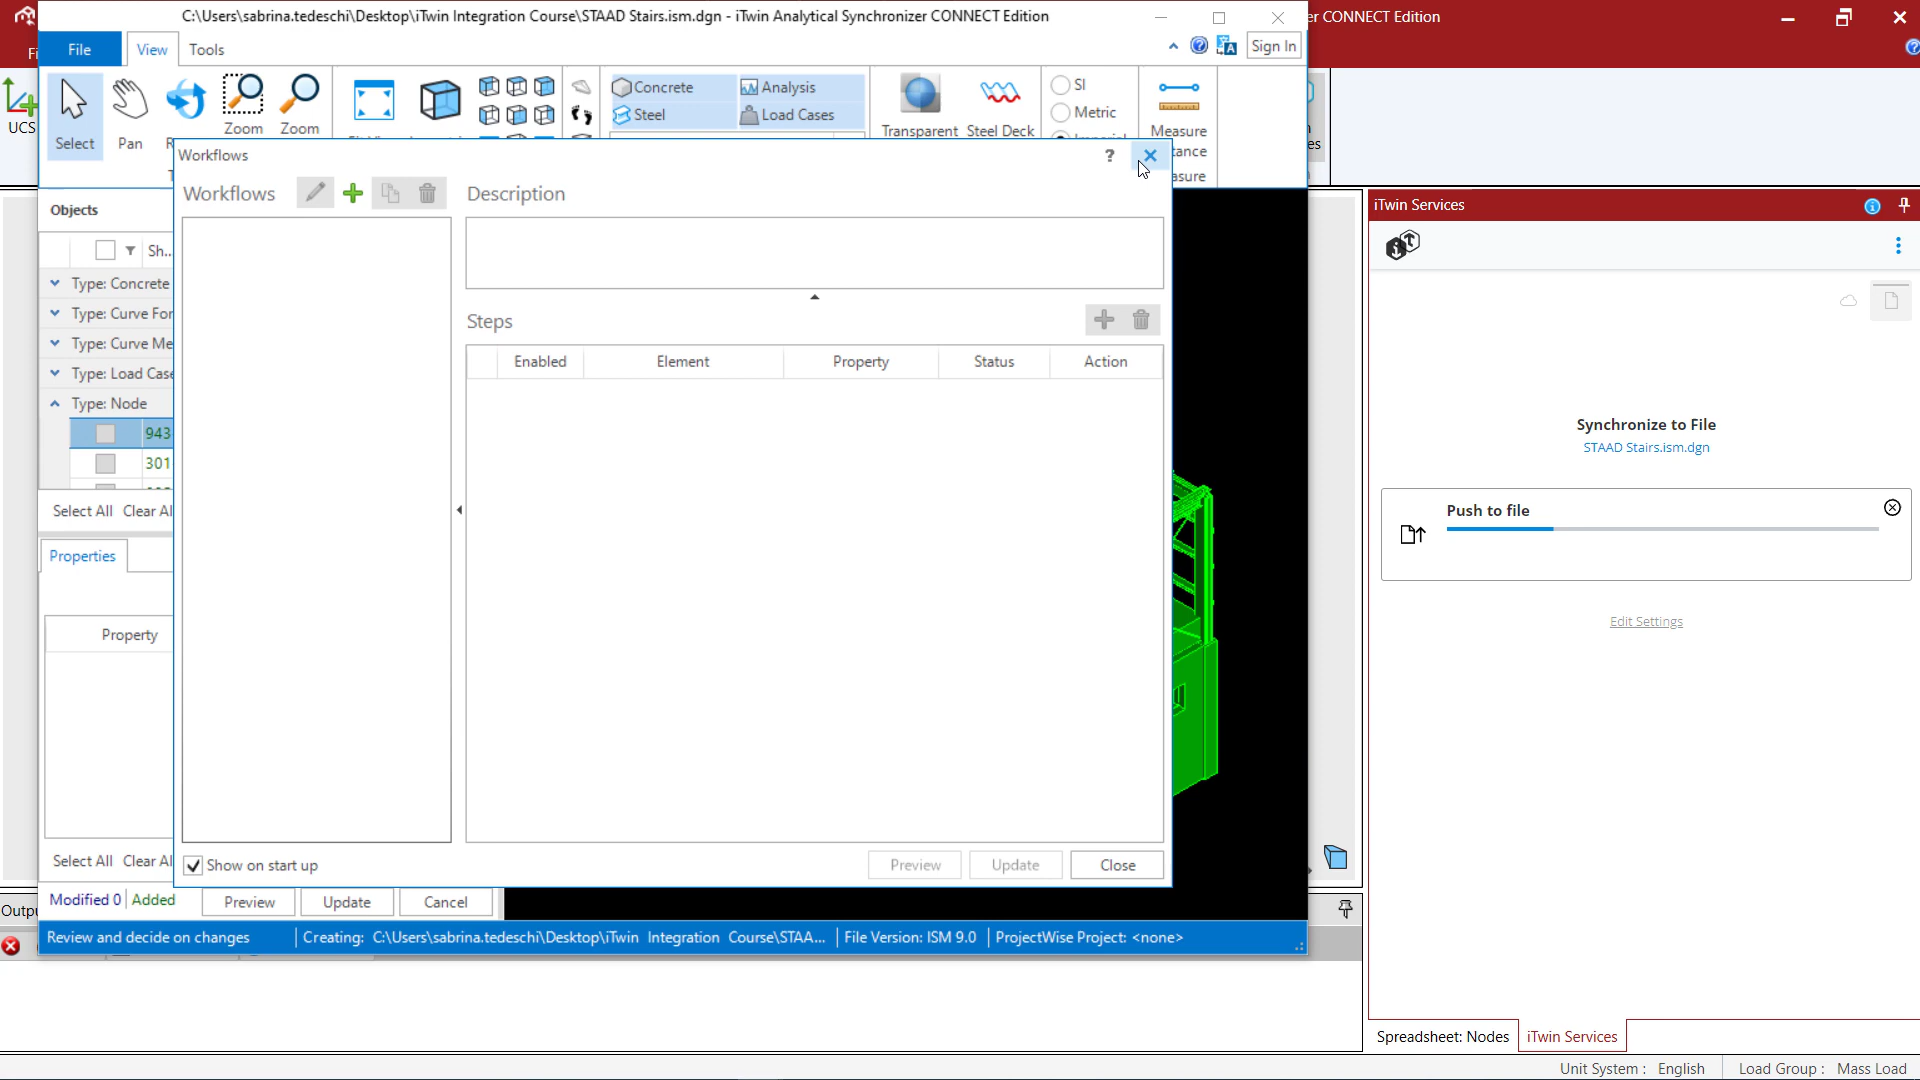 C:\Users\sabrina.tedeschi\Desktop\iTwin Integration Course\STAAD Stairs.ism.dgn - iTwin Analytical Synchronizer CONNECT Edition
er CONNECT Edition
File
View
Tools
Sign In
Fi
UCS
Select
Pan
Zoom
Zoom
Concrete
Steel
Analysis
Load Cases
Transparent
Steel Deck
SI
Metric
Measure
tance
asure
es
Workflows
?
Workflows
Description
Steps
Enabled
Element
Property
Status
Action
Show on start up
Preview
Update
Close
Objects
Sh...
Type: Concrete
Type: Curve For
Type: Curve Me
Type: Load Case
Type: Node
943
301
Select All
Clear Al
Properties
Property
Select All
Clear Al
Modified 0
Added
Preview
Update
Cancel
Outpu
Review and decide on changes
Creating: C:\Users\sabrina.tedeschi\Desktop\iTwin Integration Course\STAA...
File Version: ISM 9.0
ProjectWise Project: <none>
iTwin Services
Synchronize to File
STAAD Stairs.ism.dgn
Push to file
Edit Settings
Spreadsheet: Nodes
iTwin Services
Unit System : English
Load Group : Mass Load